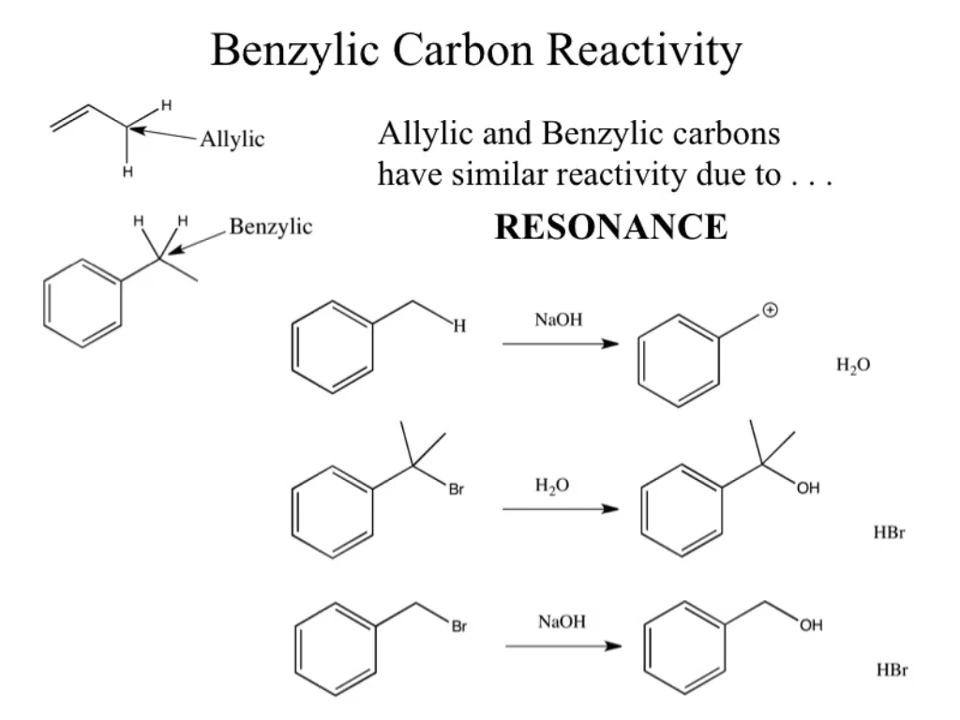 Benzylic Carbon Reactivity
H
Allylic
H
Allylic and Benzylic carbons
have similar reactivity due to . . .
RESONANCE
H H
Benzylic
H
NaOH
⊕
H₂O
Br
H₂O
OH
HBr
Br
NaOH
OH
HBr